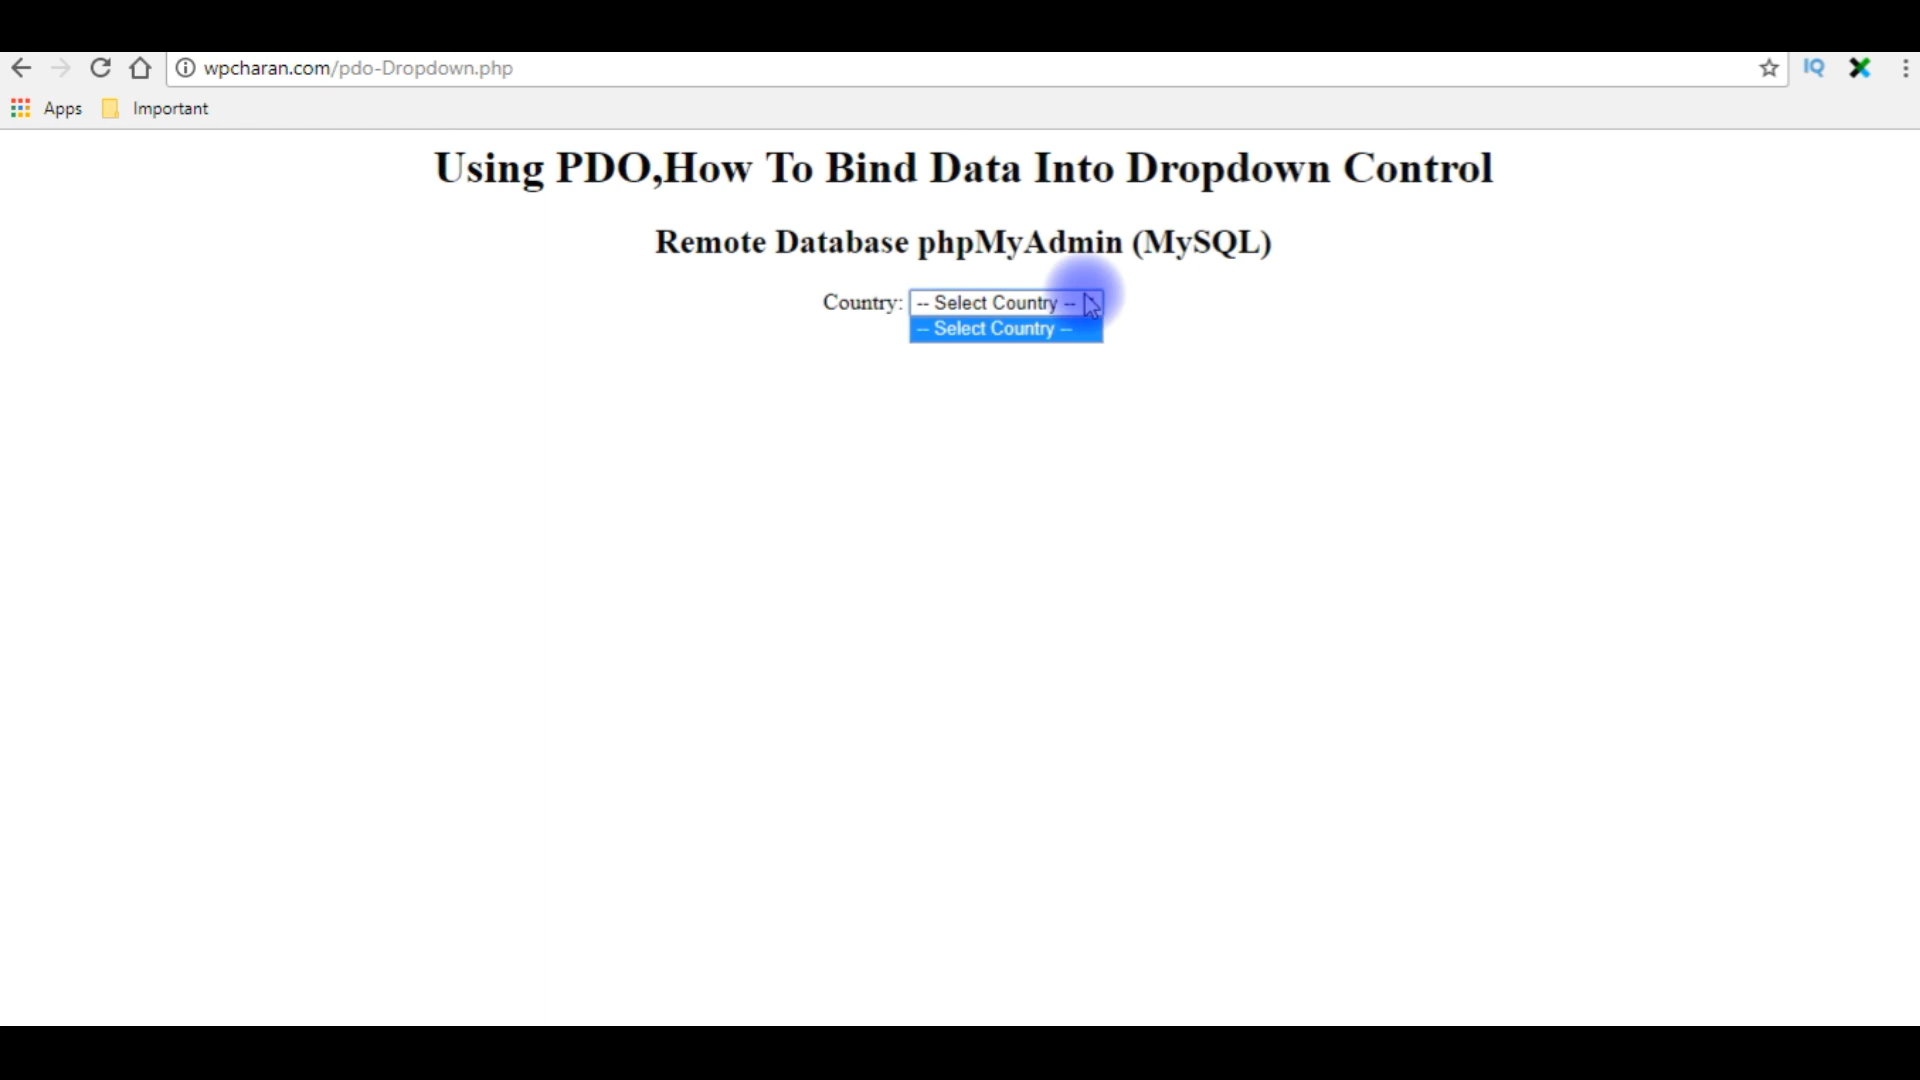 wpcharan.com/pdo-Dropdown.php
IQ
Apps
Important
Using PDO,How To Bind Data Into Dropdown Control
Remote Database phpMyAdmin (MySQL)
Country: -- Select Country --
-- Select Country --